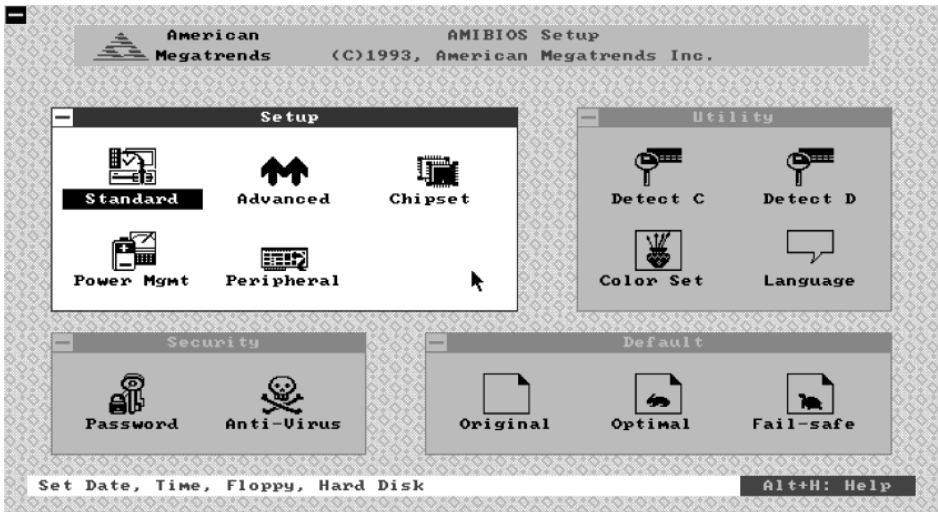 American AMIBIOS Setup
Megatrends (C)1993, American Megatrends Inc.
Setup
Standard Advanced Chipset
Power Mgmt Peripheral
Utility
Detect C Detect D
Color Set Language
Security
Password Anti-Virus
Default
Original Optimal Fail-safe
Set Date, Time, Floppy, Hard Disk Alt+H: Help